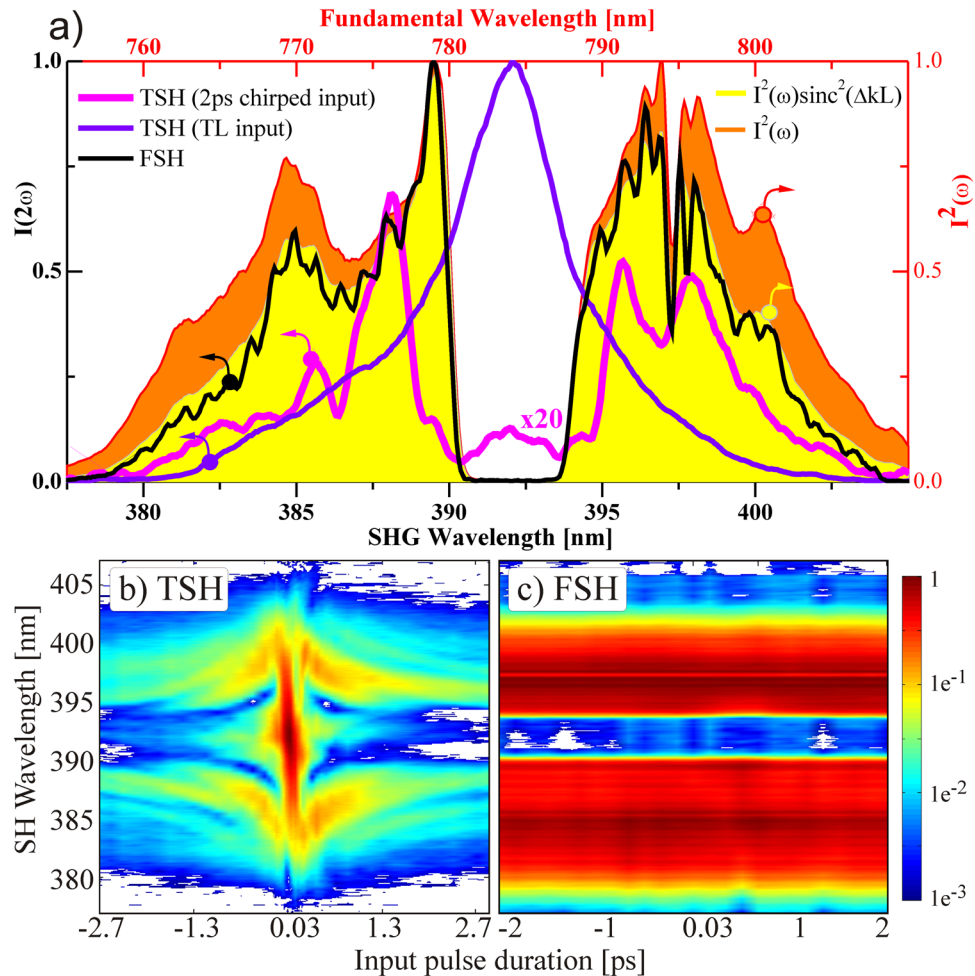 a)
Fundamental Wavelength [nm]
760 770 780 790 800
1.0 1.0
TSH (2ps chirped input)
TSH (TL input)
FSH
I²(ω)sinc²(ΔkL)
I²(ω)
I(2ω)
I²(ω)
0.5 0.5
x20
0.0 0.0
380 385 390 395 400
SHG Wavelength [nm]
b) TSH
c) FSH
SH Wavelength [nm]
405
400
395
390
385
380
1
1e-1
1e-2
1e-3
-2.7 -1.3 0.03 1.3 2.7
-2 -1 0.03 1 2
Input pulse duration [ps]